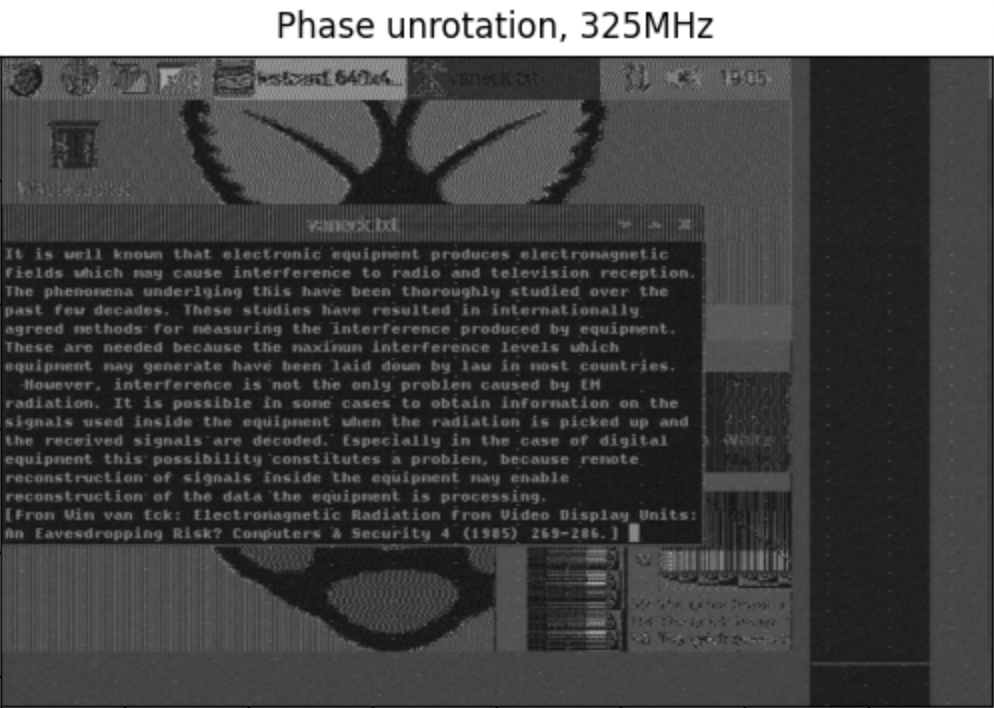 Phase unrotation, 325MHz
testcard_640x4... vaneck.txt 19:05
vaneck.txt
It is well known that electronic equipment produces electromagnetic
fields which may cause interference to radio and television reception.
The phenomena underlying this have been thoroughly studied over the
past few decades. These studies have resulted in internationally
agreed methods for measuring the interference produced by equipment.
These are needed because the maximum interference levels which
equipment may generate have been laid down by law in most countries.
However, interference is not the only problem caused by EM
radiation. It is possible in some cases to obtain information on the
signals used inside the equipment when the radiation is picked up and
the received signals are decoded. Especially in the case of digital
equipment this possibility constitutes a problem, because remote
reconstruction of signals inside the equipment may enable
reconstruction of the data the equipment is processing.
[From Wim van Eck: Electromagnetic Radiation from Video Display Units:
An Eavesdropping Risk? Computers & Security 4 (1985) 269-286.]